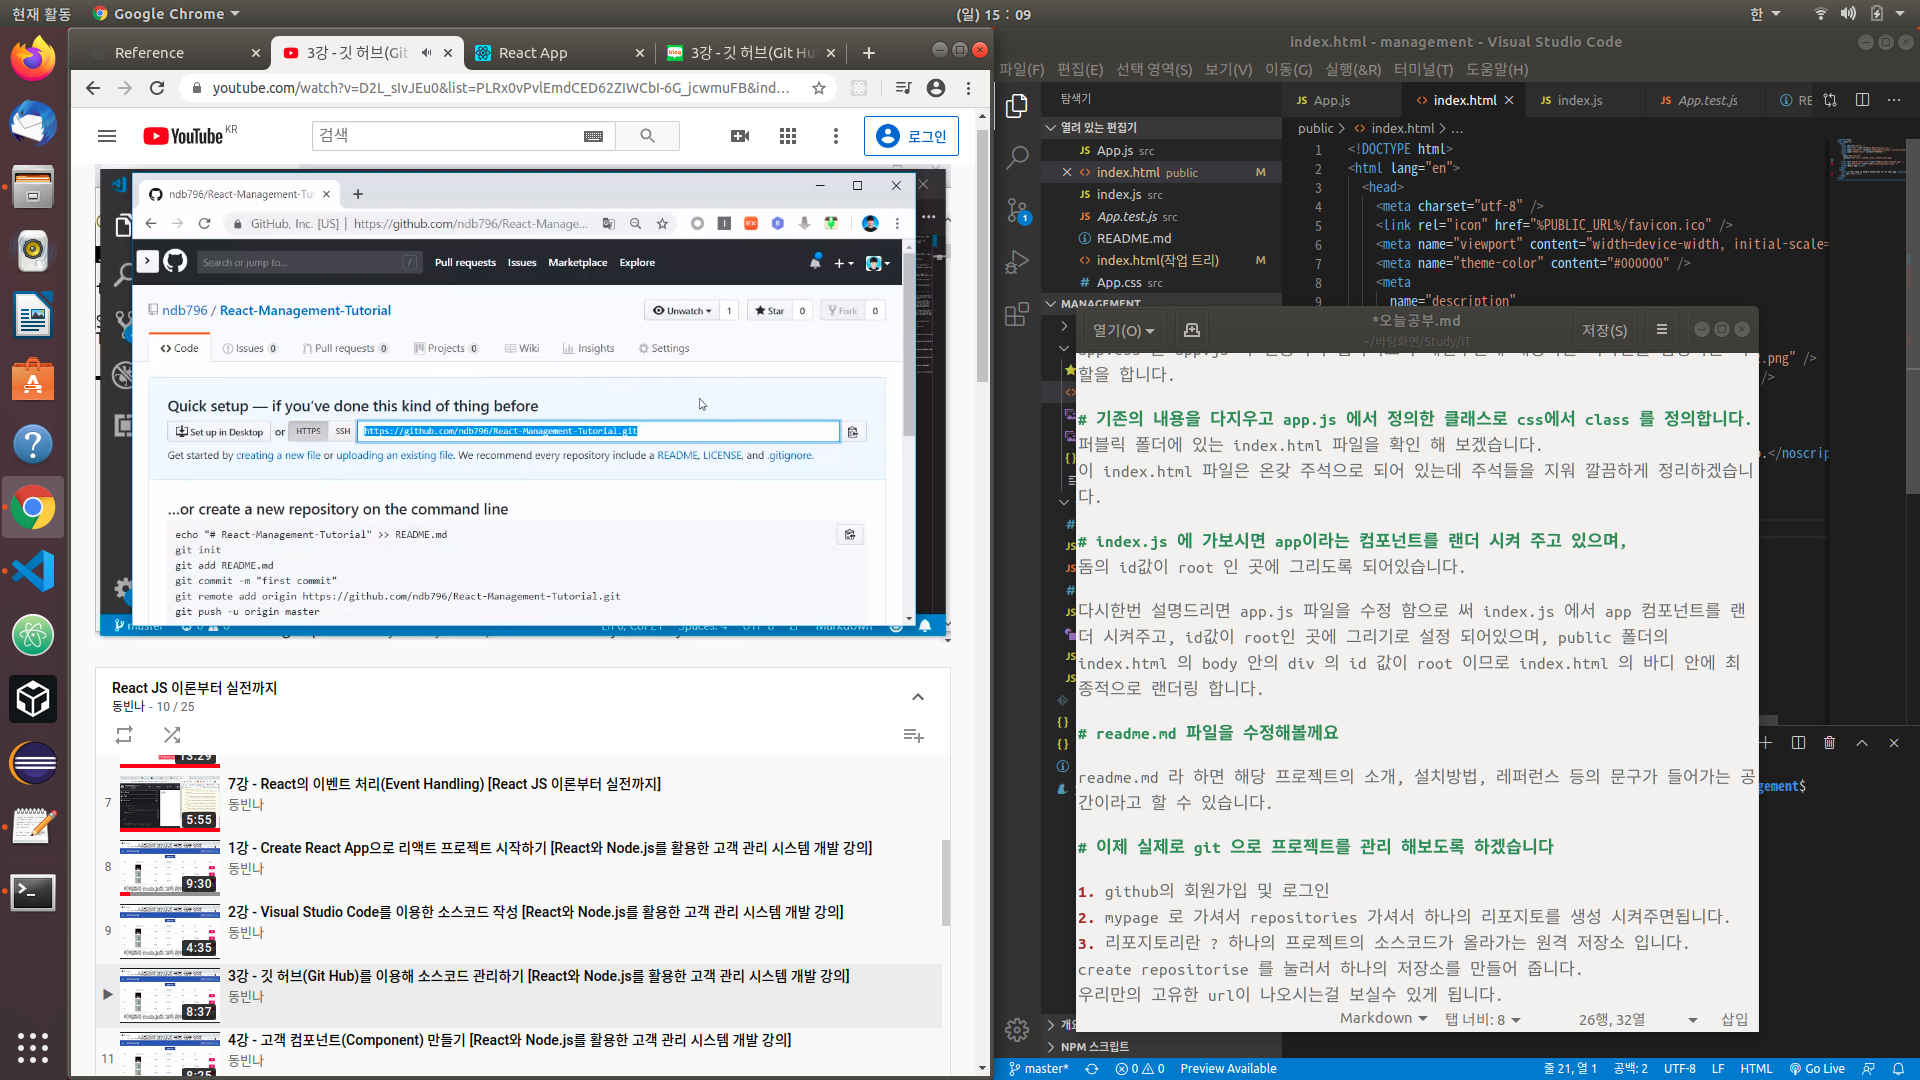 현재 활동
Google Chrome
(일) 15 : 09
한
Reference
3강 - 깃 허브(Git
React App
3강 - 깃 허브(Git Hu
youtube.com/watch?v=D2L_sIvJEu0&list=PLRx0vPvlEmdCED62ZIWCbI-6G_jcwmuFB&ind...
YouTube KR
검색
로그인
ndb796/React-Management-Tu
GitHub, Inc. [US] | https://github.com/ndb796/React-Manage...
Search or jump to...
Pull requests Issues Marketplace Explore
ndb796 / React-Management-Tutorial
Unwatch 1 Star 0 Fork 0
Code Issues 0 Pull requests 0 Projects 0 Wiki Insights Settings
Quick setup — if you've done this kind of thing before
Set up in Desktop or HTTPS SSH https://github.com/ndb796/React-Management-Tutorial.git
Get started by creating a new file or uploading an existing file. We recommend every repository include a README, LICENSE, and .gitignore.
...or create a new repository on the command line
echo "# React-Management-Tutorial" >> README.md
git init
git add README.md
git commit -m "first commit"
git remote add origin https://github.com/ndb796/React-Management-Tutorial.git
git push -u origin master
React JS 이론부터 실전까지
동빈나 - 10 / 25
13:29
7
7강 - React의 이벤트 처리(Event Handling) [React JS 이론부터 실전까지]
동빈나
5:55
8
1강 - Create React App으로 리액트 프로젝트 시작하기 [React와 Node.js를 활용한 고객 관리 시스템 개발 강의]
동빈나
9:30
9
2강 - Visual Studio Code를 이용한 소스코드 작성 [React와 Node.js를 활용한 고객 관리 시스템 개발 강의]
동빈나
4:35
3강 - 깃 허브(Git Hub)를 이용해 소스코드 관리하기 [React와 Node.js를 활용한 고객 관리 시스템 개발 강의]
동빈나
8:37
11
4강 - 고객 컴포넌트(Component) 만들기 [React와 Node.js를 활용한 고객 관리 시스템 개발 강의]
동빈나
8:25
index.html - management - Visual Studio Code
파일(F) 편집(E) 선택 영역(S) 보기(V) 이동(G) 실행(&R) 터미널(T) 도움말(H)
탐색기
열려 있는 편집기
JS App.js src
index.html public M
JS index.js src
JS App.test.js src
README.md
index.html(작업 트리) M
# App.css src
MANAGEMENT
JS App.js
index.html
JS index.js
JS App.test.js
RE
public > index.html > ...
1 <!DOCTYPE html>
2 <html lang="en">
3 <head>
4 <meta charset="utf-8" />
5 <link rel="icon" href="%PUBLIC_URL%/favicon.ico" />
6 <meta name="viewport" content="width=device-width, initial-scale=
7 <meta name="theme-color" content="#000000" />
8 <meta
9 name="description"
열기(O)
*오늘공부.md
~/바탕화면/Study/IT
저장(S)
할을 합니다.
# 기존의 내용을 다지우고 app.js 에서 정의한 클래스로 css에서 class 를 정의합니다.
퍼블릭 폴더에 있는 index.html 파일을 확인 해 보겠습니다.
이 index.html 파일은 온갖 주석으로 되어 있는데 주석들을 지워 깔끔하게 정리하겠습니
다.
# index.js 에 가보시면 app이라는 컴포넌트를 랜더 시켜 주고 있으며,
돔의 id값이 root 인 곳에 그리도록 되어있습니다.
다시한번 설명드리면 app.js 파일을 수정 함으로 써 index.js 에서 app 컴포넌트를 랜
더 시켜주고, id값이 root인 곳에 그리기로 설정 되어있으며, public 폴더의
index.html 의 body 안의 div 의 id 값이 root 이므로 index.html 의 바디 안에 최
종적으로 랜더링 합니다.
# readme.md 파일을 수정해볼께요
readme.md 라 하면 해당 프로젝트의 소개, 설치방법, 레퍼런스 등의 문구가 들어가는 공
간이라고 할 수 있습니다.
# 이제 실제로 git 으로 프로젝트를 관리 해보도록 하겠습니다
1. github의 회원가입 및 로그인
2. mypage 로 가셔서 repositories 가셔서 하나의 리포지토를 생성 시켜주면됩니다.
3. 리포지토리란 ? 하나의 프로젝트의 소스코드가 올라가는 원격 저장소 입니다.
create repositorise 를 눌러서 하나의 저장소를 만들어 줍니다.
우리만의 고유한 url이 나오시는걸 보실수 있게 됩니다.
Markdown 탭 너비: 8 26행, 32열 삽입
.png" />
/>
.</noscrip
gement$
NPM 스크립트
master* 0 0 Preview Available 줄 21, 열 1 공백: 2 UTF-8 LF HTML Go Live